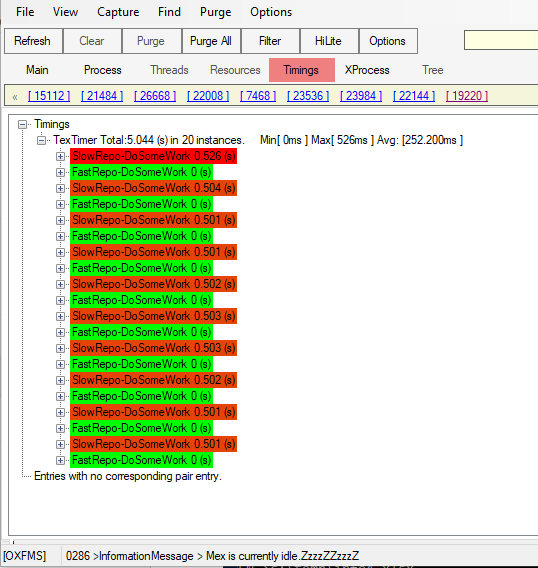 File View Capture Find Purge Options
Refresh Clear Purge Purge All Filter HiLite Options
Main Process Threads Resources Timings XProcess Tree
« [ 15112 ] [ 21484 ] [ 26668 ] [ 22008 ] [ 7468 ] [ 23536 ] [ 23984 ] [ 22144 ] [ 19220 ]
Timings
TexTimer Total:5.044 (s) in 20 instances. Min[ 0ms ] Max[ 526ms ] Avg: [252.200ms ]
SlowRepo-DoSomeWork 0.526 (s)
FastRepo-DoSomeWork 0 (s)
SlowRepo-DoSomeWork 0.504 (s)
FastRepo-DoSomeWork 0 (s)
SlowRepo-DoSomeWork 0.501 (s)
FastRepo-DoSomeWork 0 (s)
SlowRepo-DoSomeWork 0.501 (s)
FastRepo-DoSomeWork 0 (s)
SlowRepo-DoSomeWork 0.502 (s)
FastRepo-DoSomeWork 0 (s)
SlowRepo-DoSomeWork 0.503 (s)
FastRepo-DoSomeWork 0 (s)
SlowRepo-DoSomeWork 0.503 (s)
FastRepo-DoSomeWork 0 (s)
SlowRepo-DoSomeWork 0.502 (s)
FastRepo-DoSomeWork 0 (s)
SlowRepo-DoSomeWork 0.501 (s)
FastRepo-DoSomeWork 0 (s)
SlowRepo-DoSomeWork 0.501 (s)
FastRepo-DoSomeWork 0 (s)
Entries with no corresponding pair entry.
[OXFMS] 0286 >InformationMessage > Mex is currently idle.ZzzzZZzzzZ